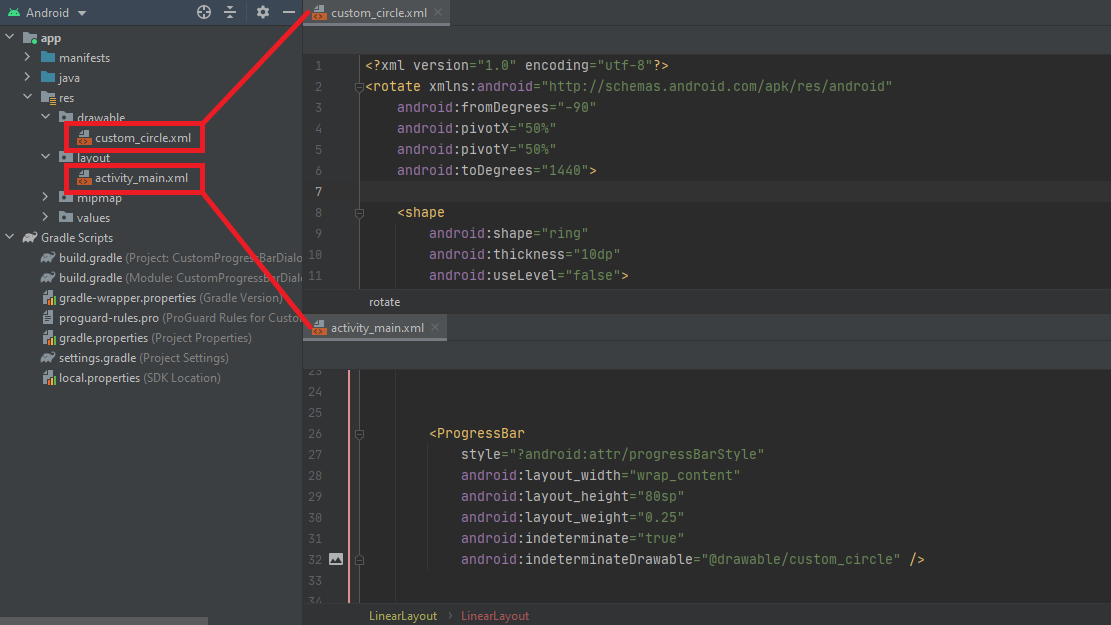 Android
app
manifests
java
res
drawable
custom_circle.xml
layout
activity_main.xml
mipmap
values
Gradle Scripts
build.gradle (Project: CustomProgressBarDialo
build.gradle (Module: CustomProgressBarDialo
gradle-wrapper.properties (Gradle Version)
proguard-rules.pro (ProGuard Rules for Custo
gradle.properties (Project Properties)
settings.gradle (Project Settings)
local.properties (SDK Location)
custom_circle.xml
1 <?xml version="1.0" encoding="utf-8"?>
2 <rotate xmlns:android="http://schemas.android.com/apk/res/android"
3 android:fromDegrees="-90"
4 android:pivotX="50%"
5 android:pivotY="50%"
6 android:toDegrees="1440">
7
8 <shape
9 android:shape="ring"
10 android:thickness="10dp"
11 android:useLevel="false">
rotate
activity_main.xml
23
24
25
26 <ProgressBar
27 style="?android:attr/progressBarStyle"
28 android:layout_width="wrap_content"
29 android:layout_height="80sp"
30 android:layout_weight="0.25"
31 android:indeterminate="true"
32 android:indeterminateDrawable="@drawable/custom_circle" />
33
34
LinearLayout > LinearLayout